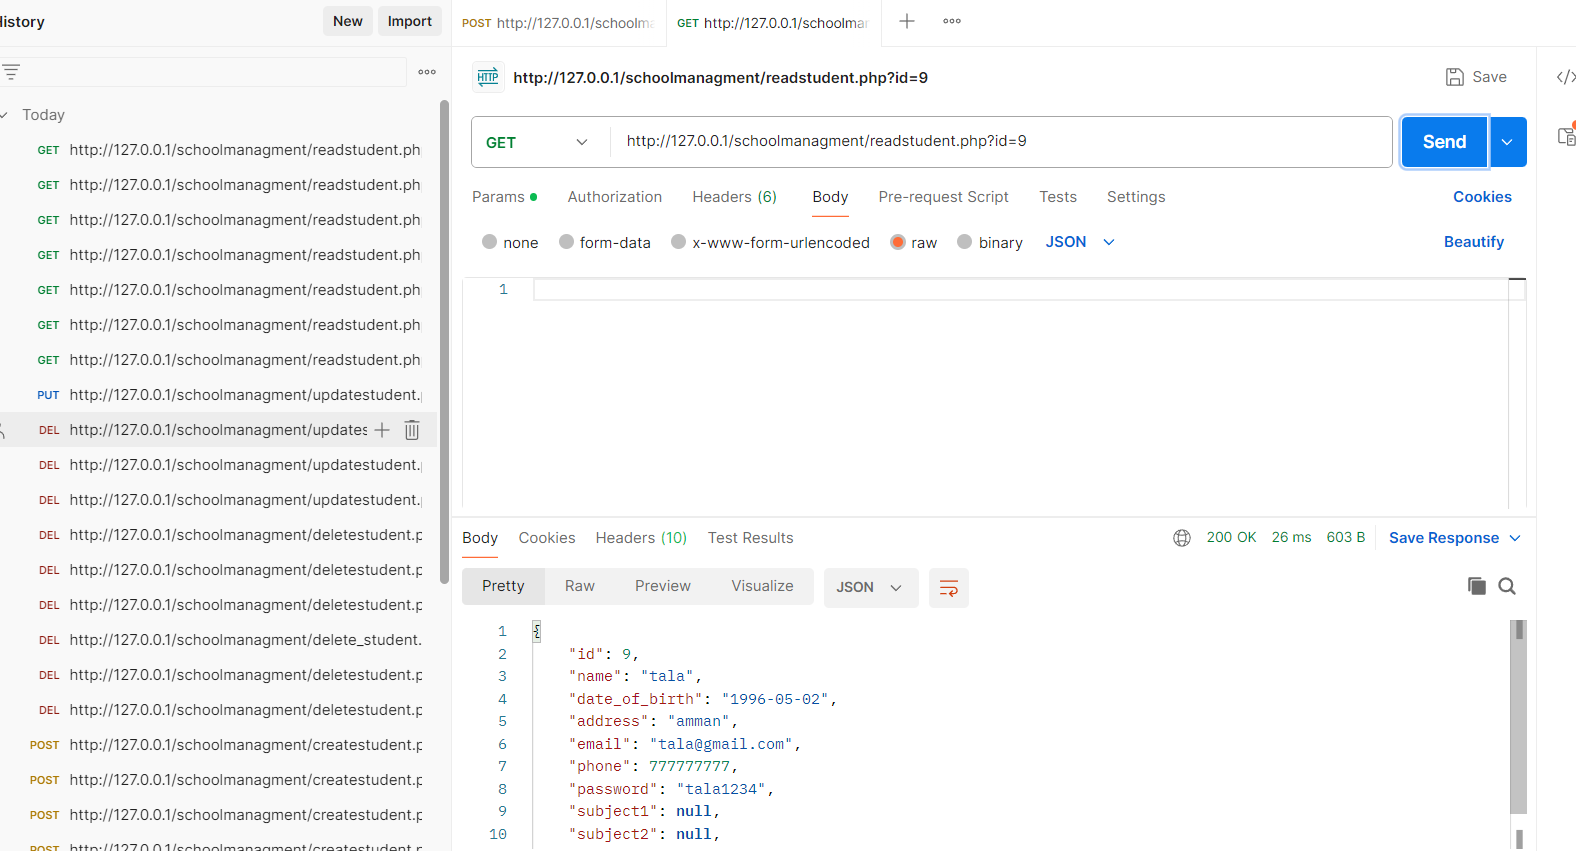 History
New
Import
Today
GET http://127.0.0.1/schoolmanagment/readstudent.ph
GET http://127.0.0.1/schoolmanagment/readstudent.ph
GET http://127.0.0.1/schoolmanagment/readstudent.ph
GET http://127.0.0.1/schoolmanagment/readstudent.ph
GET http://127.0.0.1/schoolmanagment/readstudent.ph
GET http://127.0.0.1/schoolmanagment/readstudent.ph
GET http://127.0.0.1/schoolmanagment/readstudent.ph
PUT http://127.0.0.1/schoolmanagment/updatestudent.p
DEL http://127.0.0.1/schoolmanagment/updates
DEL http://127.0.0.1/schoolmanagment/updatestudent.p
DEL http://127.0.0.1/schoolmanagment/updatestudent.p
DEL http://127.0.0.1/schoolmanagment/deletestudent.p
DEL http://127.0.0.1/schoolmanagment/deletestudent.p
DEL http://127.0.0.1/schoolmanagment/deletestudent.p
DEL http://127.0.0.1/schoolmanagment/delete_student.
DEL http://127.0.0.1/schoolmanagment/deletestudent.p
DEL http://127.0.0.1/schoolmanagment/deletestudent.p
POST http://127.0.0.1/schoolmanagment/createstudent.p
POST http://127.0.0.1/schoolmanagment/createstudent.p
POST http://127.0.0.1/schoolmanagment/createstudent.p
POST http://127.0.0.1/schoolmanagment/createstudent.p
POST http://127.0.0.1/schoolma
GET http://127.0.0.1/schoolmar
HTTP http://127.0.0.1/schoolmanagment/readstudent.php?id=9
Save
GET http://127.0.0.1/schoolmanagment/readstudent.php?id=9
Send
Params Authorization Headers (6) Body Pre-request Script Tests Settings Cookies
none form-data x-www-form-urlencoded raw binary JSON Beautify
1
Body Cookies Headers (10) Test Results 200 OK 26 ms 603 B Save Response
Pretty Raw Preview Visualize JSON
1 {
2 "id": 9,
3 "name": "tala",
4 "date_of_birth": "1996-05-02",
5 "address": "amman",
6 "email": "tala@gmail.com",
7 "phone": 777777777,
8 "password": "tala1234",
9 "subject1": null,
10 "subject2": null,